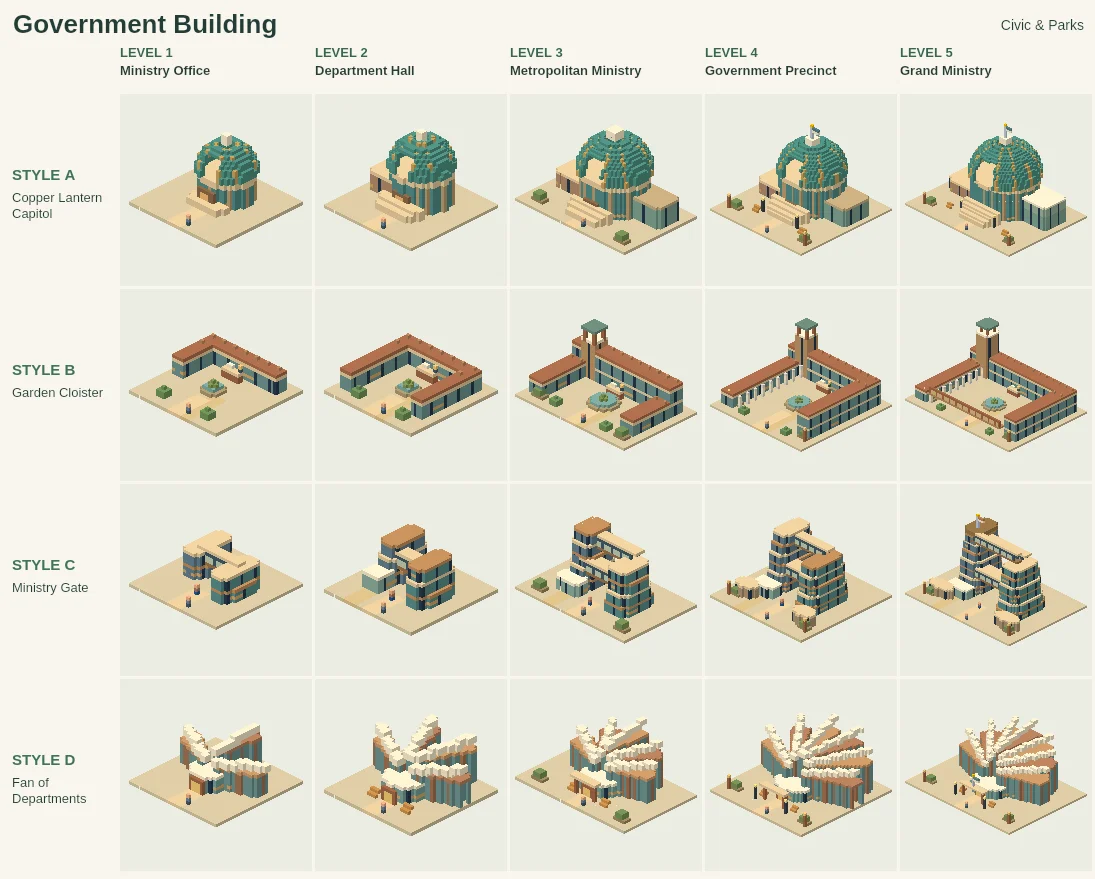 Government Building
Civic & Parks
LEVEL 1
Ministry Office
LEVEL 2
Department Hall
LEVEL 3
Metropolitan Ministry
LEVEL 4
Government Precinct
LEVEL 5
Grand Ministry
STYLE A
Copper Lantern
Capitol
STYLE B
Garden Cloister
STYLE C
Ministry Gate
STYLE D
Fan of
Departments